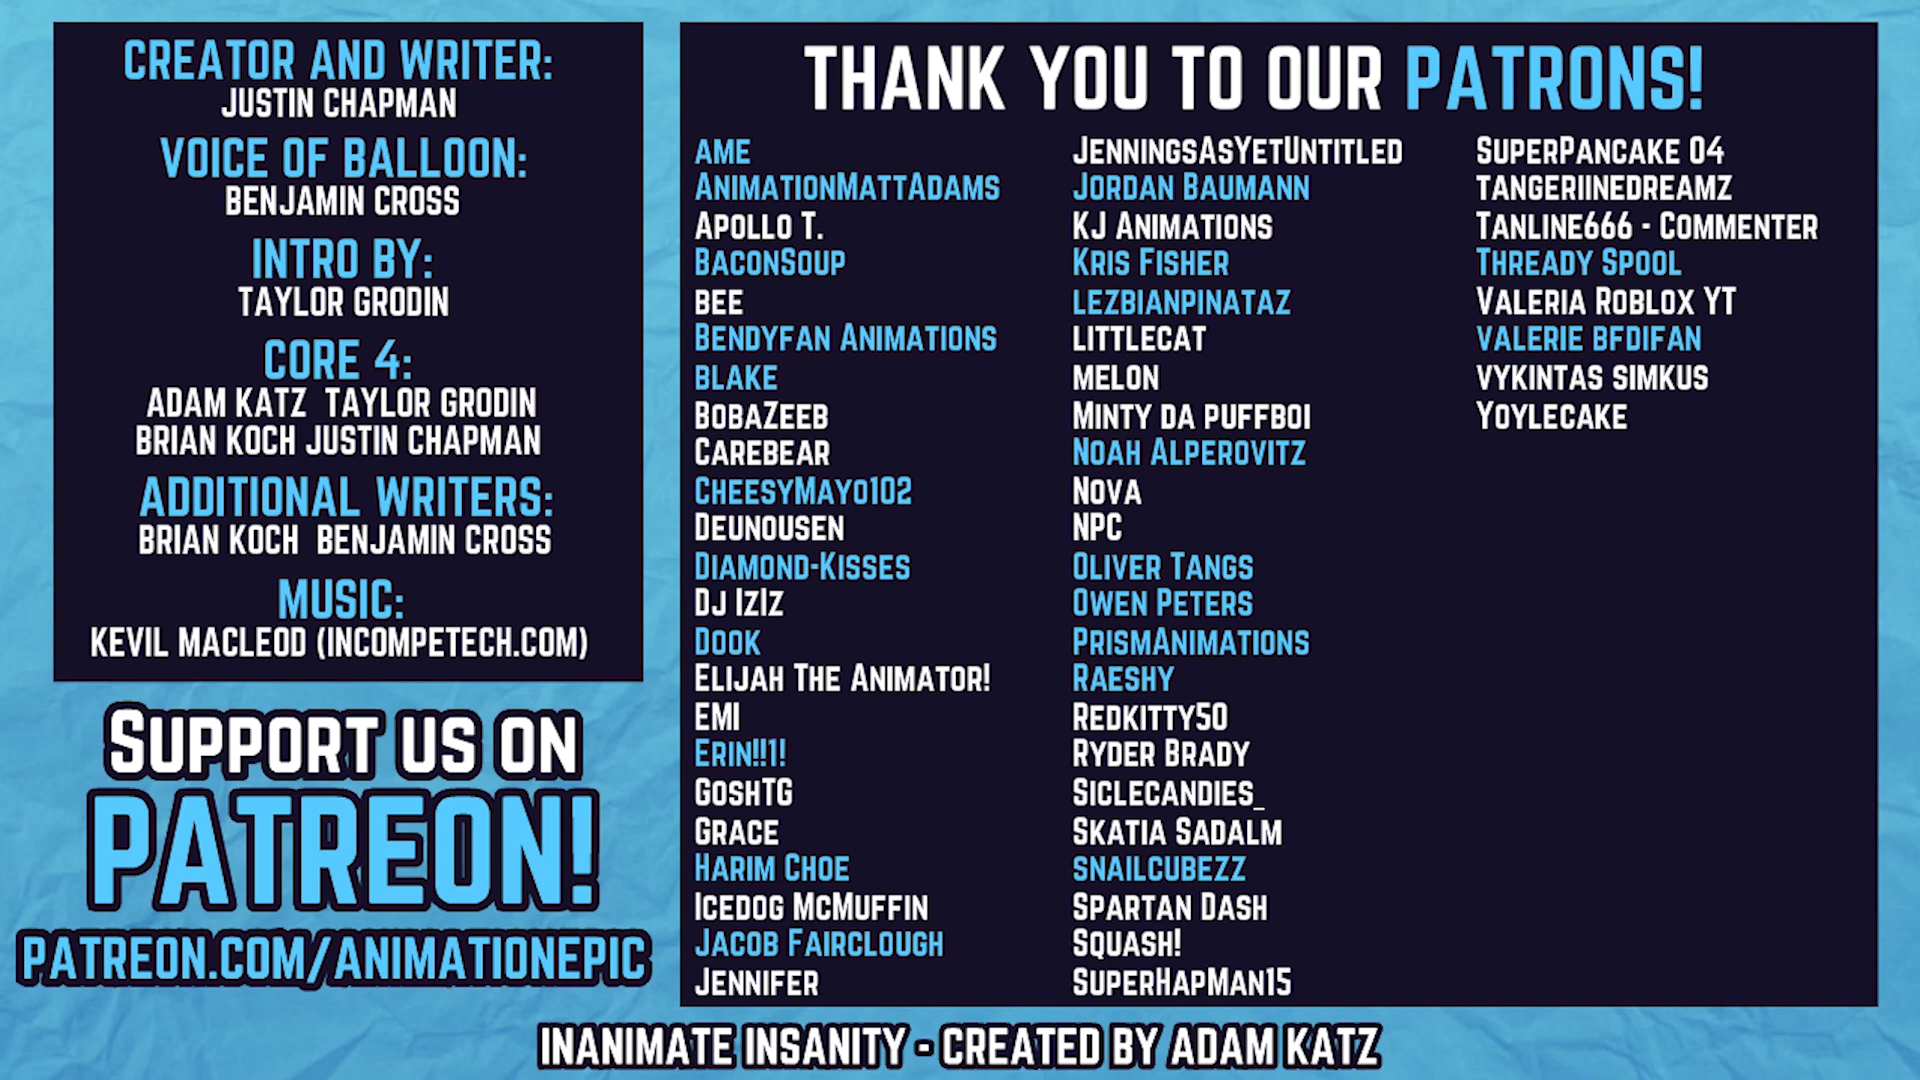 CREATOR AND WRITER:
JUSTIN CHAPMAN
VOICE OF BALLOON:
BENJAMIN CROSS
INTRO BY:
TAYLOR GRODIN
CORE 4:
ADAM KATZ TAYLOR GRODIN
BRIAN KOCH JUSTIN CHAPMAN
ADDITIONAL WRITERS:
BRIAN KOCH BENJAMIN CROSS
MUSIC:
KEVIL MACLEOD (INCOMPETECH.COM)
SUPPORT US ON
PATREON!
PATREON.COM/ANIMATIONEPIC
THANK YOU TO OUR PATRONS!
AME
ANIMATIONMATTADAMS
APOLLO T.
BACONSOUP
BEE
BENDYFAN ANIMATIONS
BLAKE
BOBAZEEB
CAREBEAR
CHEESYMAYO102
DEUNOUSEN
DIAMOND-KISSES
DJ IZIZ
DOOK
ELIJAH THE ANIMATOR!
EMI
ERIN!!1!
GOSHTG
GRACE
HARIM CHOE
ICEDOG MCMUFFIN
JACOB FAIRCLOUGH
JENNIFER
JENNINGSASYETUNTITLED
JORDAN BAUMANN
KJ ANIMATIONS
KRIS FISHER
LEZBIANPINATAZ
LITTLECAT
MELON
MINTY DA PUFFBOI
NOAH ALPEROVITZ
NOVA
NPC
OLIVER TANGS
OWEN PETERS
PRISMANIMATIONS
RAESHY
REDKITTY50
RYDER BRADY
SICLECANDIES_
SKATIA SADALM
SNAILCUBEZZ
SPARTAN DASH
SQUASH!
SUPERHAPMAN15
SUPERPANCAKE 04
TANGERIINEDREAMZ
TANLINE666 - COMMENTER
THREADY SPOOL
VALERIA ROBLOX YT
VALERIE BFDIFAN
VYKINTAS SIMKUS
YOYLECAKE
INANIMATE INSANITY - CREATED BY ADAM KATZ